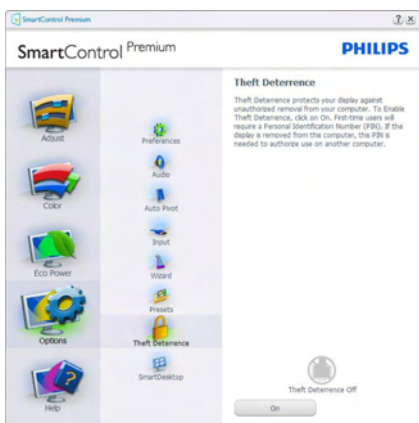 SmartControl Premium
SmartControl Premium
PHILIPS
Adjust
Color
Eco Power
Options
Help
Preferences
Audio
Auto Pivot
Input
Wizard
Presets
Theft Deterrence
SmartDesktop
Theft Deterrence
Theft Deterrence protects your display against
unauthorized removal from your computer. To Enable
Theft Deterrence, click on On. First-time users will
require a Personal Identification Number (PIN). If the
display is removed from this computer, this PIN is
needed to authorize use on another computer.
Theft Deterrence Off
On